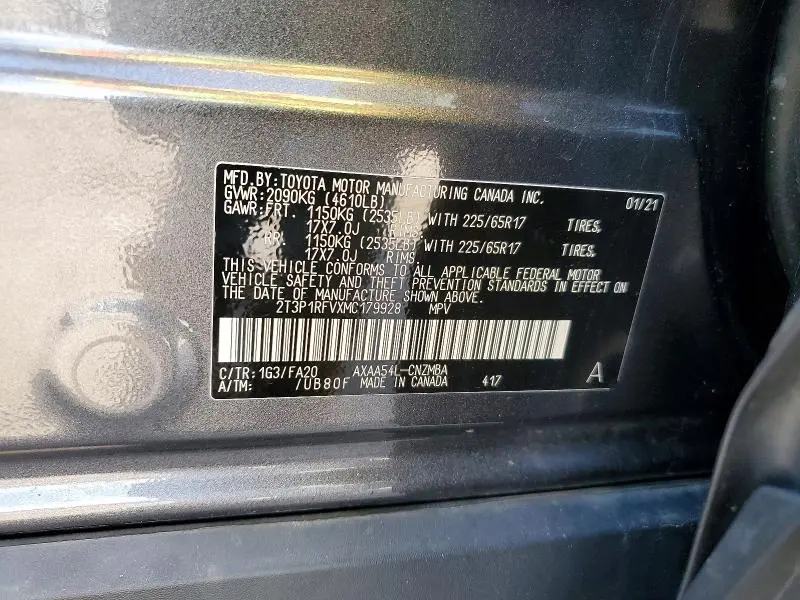 MFD.BY:TOYOTA MOTOR MANUFACTURING CANADA INC. 01/21
GVWR:2090KG (4610LB)
GAWR:FRT. 1150KG (2535LB) WITH 225/65R17 TIRES,
17X7.0J RIMS,
RR. 1150KG (2535LB) WITH 225/65R17 TIRES,
17X7.0J RIMS
THIS VEHICLE CONFORMS TO ALL APPLICABLE FEDERAL MOTOR
VEHICLE SAFETY AND THEFT PREVENTION STANDARDS IN EFFECT ON
THE DATE OF MANUFACTURE SHOWN ABOVE.
2T3P1RFVXMC179928 MPV
C/TR:1G3/FA20 AXAA54L-CNZMBA
A/TM: /UB80F MADE IN CANADA 417 A